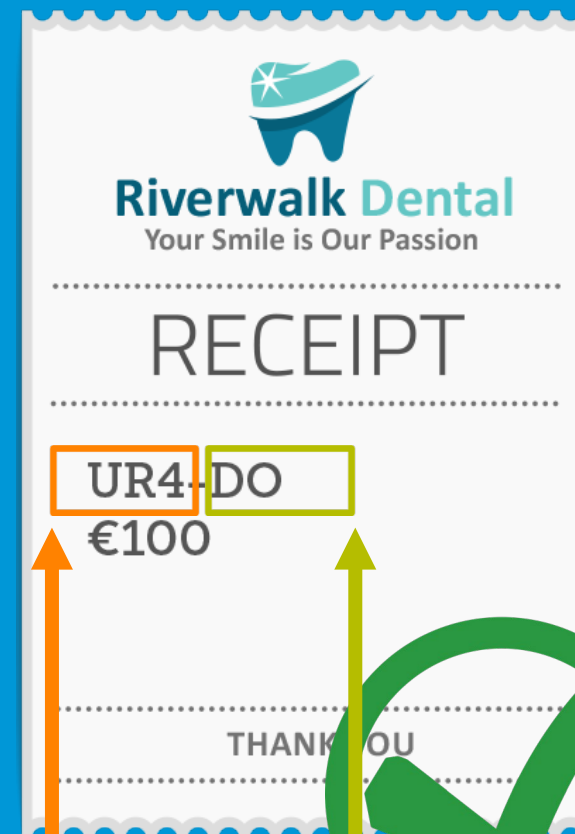 Riverwalk Dental
Your Smile is Our Passion
RECEIPT
UR4-DO
€100
THANK YOU